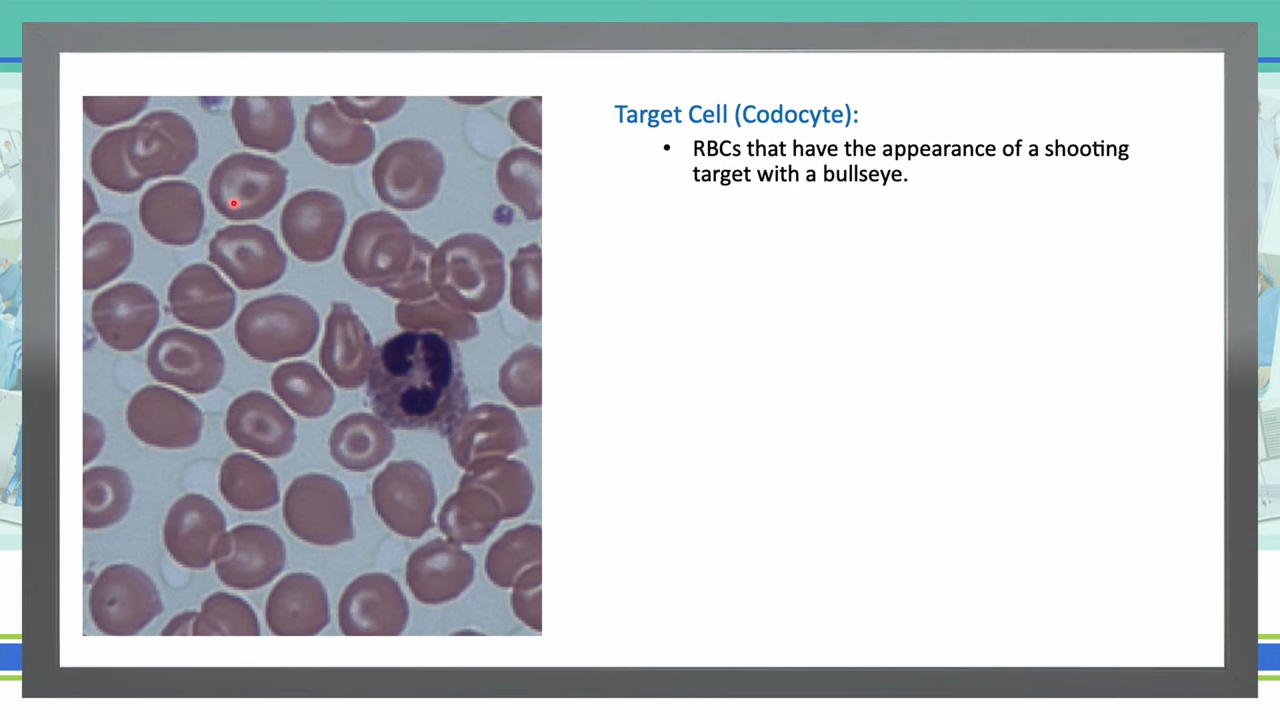 Target Cell (Codocyte):
• RBCs that have the appearance of a shooting
target with a bullseye.